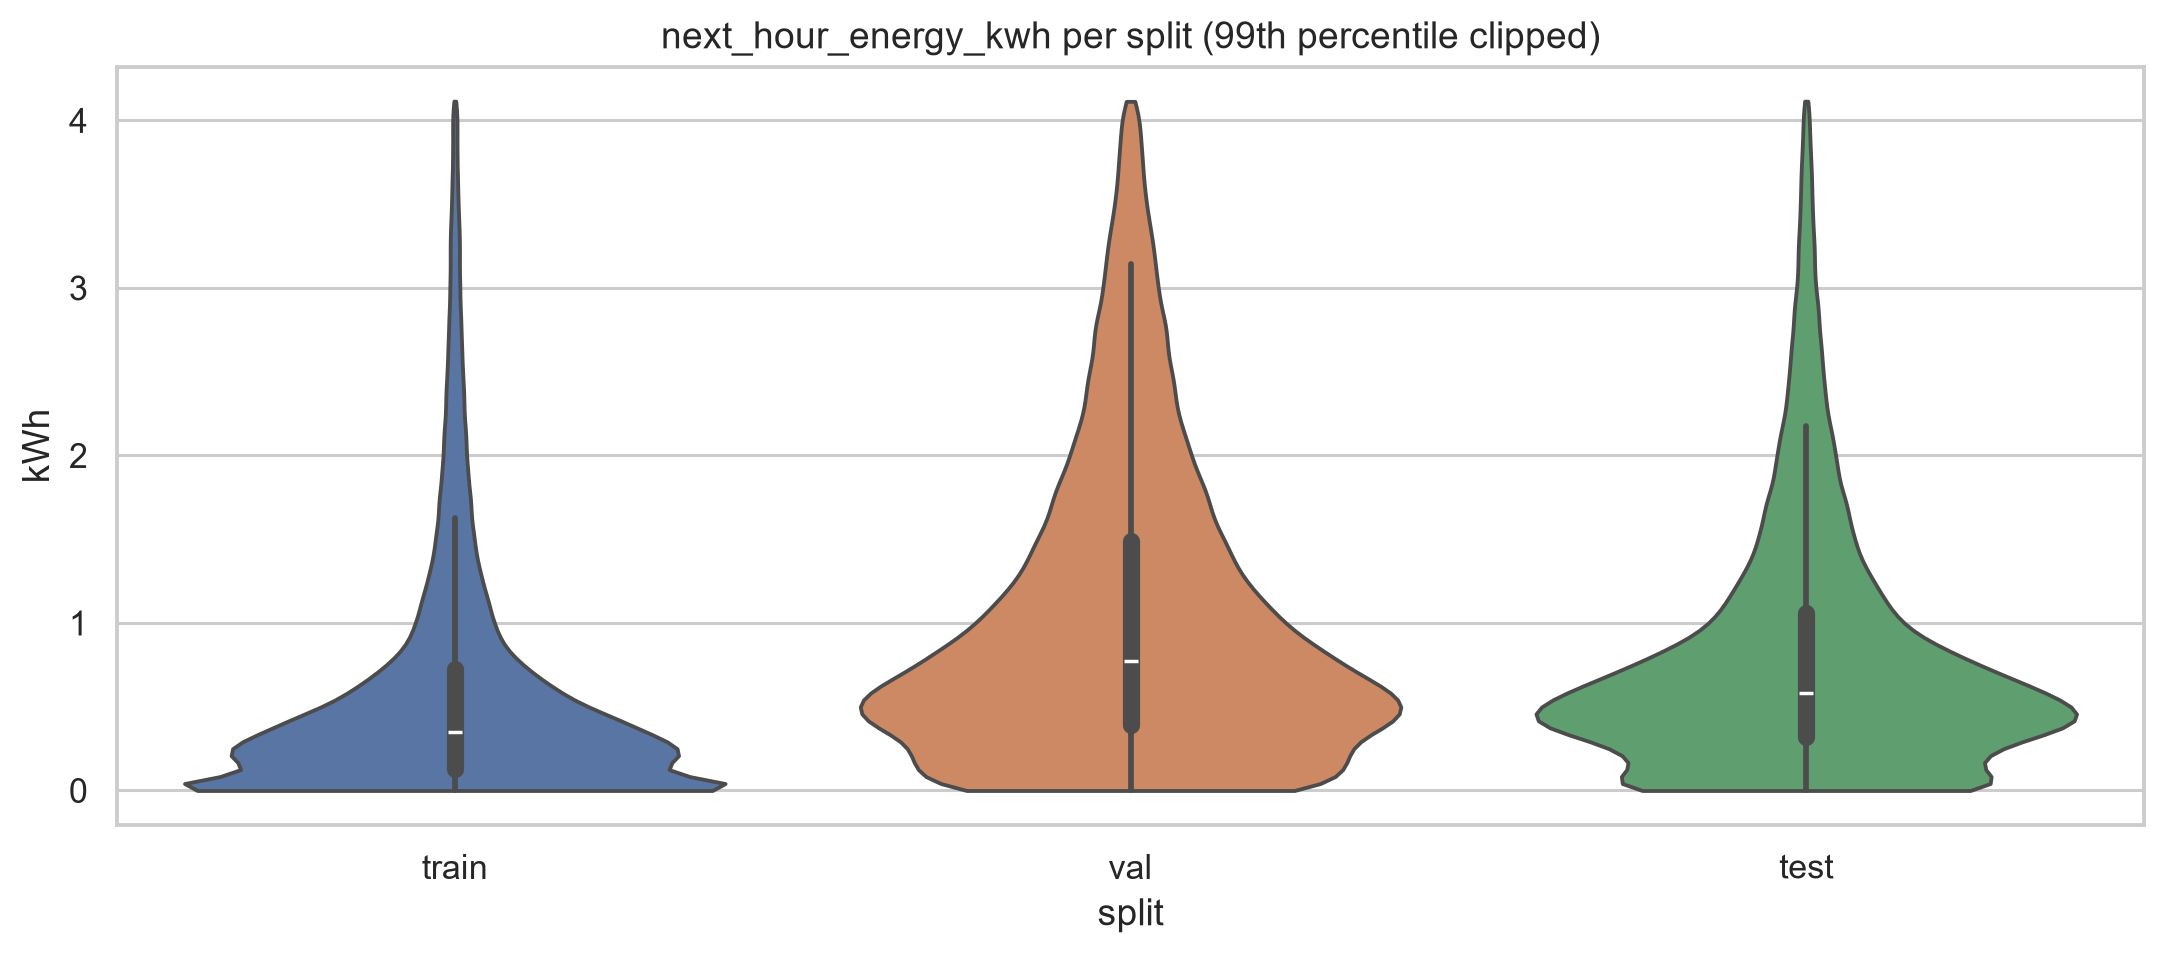 next_hour_energy_kwh per split (99th percentile clipped)
kWh
4
3
2
1
0
train val test
split